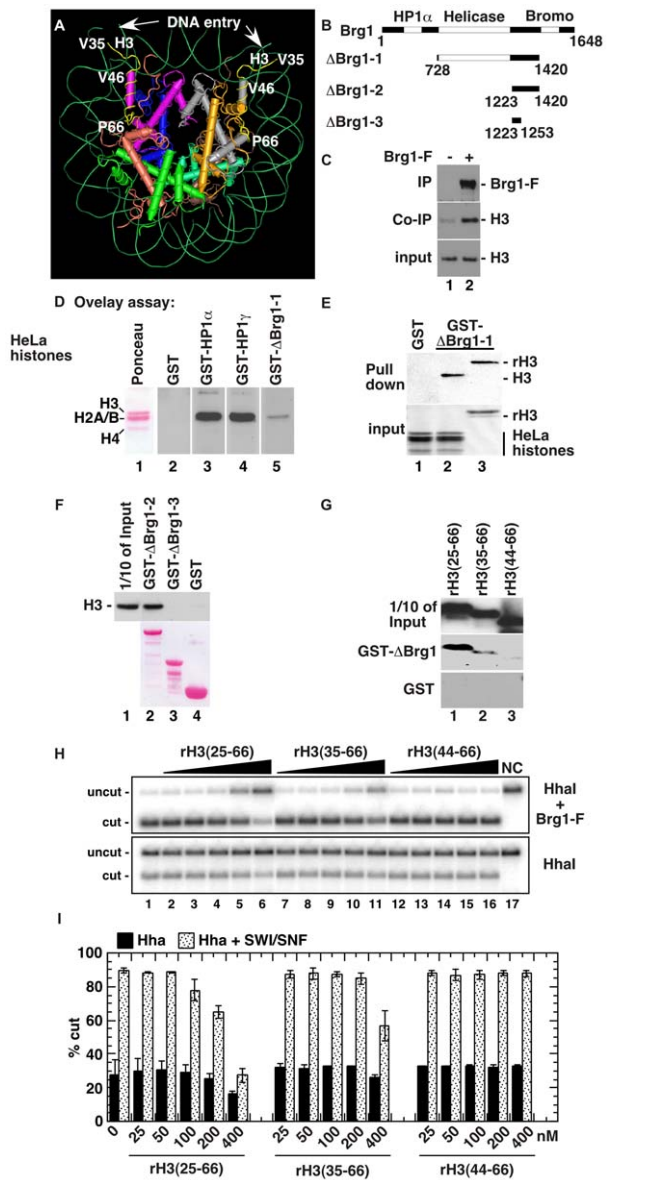 A
DNA entry
V35 H3
H3 V35
V46
V46
P66
P66
B
HP1α Helicase Bromo
Brg1
1 1648
ΔBrg1-1
728 1420
ΔBrg1-2
1223 1420
ΔBrg1-3
1223 1253
C
Brg1-F - +
IP - Brg1-F
Co-IP - H3
input - H3
1 2
D Ovelay assay:
HeLa
histones
Ponceau
GST
GST-HP1α
GST-HP1γ
GST-ΔBrg1-1
H3
H2A/B-
H4
1 2 3 4 5
E
GST
GST-
ΔBrg1-1
Pull
down
- rH3
- H3
input
- rH3
HeLa
histones
1 2 3
F
1/10 of Input
GST-ΔBrg1-2
GST-ΔBrg1-3
GST
H3 -
1 2 3 4
G
rH3(25-66)
rH3(35-66)
rH3(44-66)
1/10 of
Input
GST-ΔBrg1
GST
1 2 3
H
rH3(25-66) rH3(35-66) rH3(44-66) NC
uncut -
cut -
HhaI
+
Brg1-F
uncut -
cut -
HhaI
1 2 3 4 5 6 7 8 9 10 11 12 13 14 15 16 17
I
Hha Hha + SWI/SNF
100
80
60
40
20
0
% cut
0 25 50 100 200 400 25 50 100 200 400 25 50 100 200 400 nM
rH3(25-66) rH3(35-66) rH3(44-66)